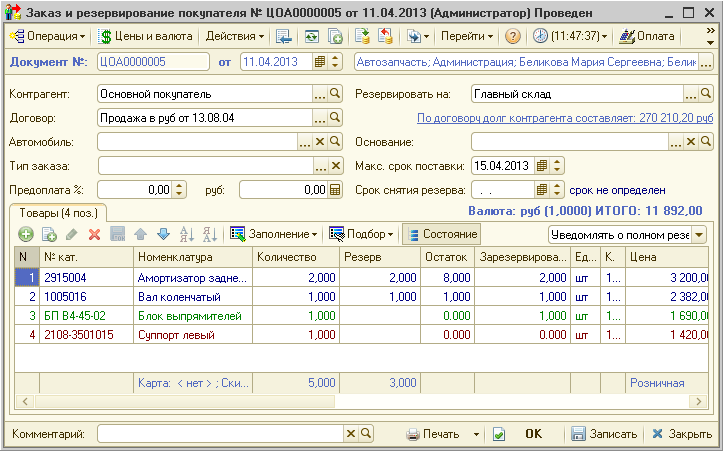 Заказ и резервирование покупателя № ЦОА0000005 от 11.04.2013 (Администратор) Проведен
Операция Цены и валюта Действия Перейти (11:47:37) Оплата
Документ №: ЦОА0000005 от 11.04.2013 Автозапчасть; Администрация; Беликова Мария Сергеевна; Белик
Контрагент: Основной покупатель Резервировать на: Главный склад
Договор: Продажа в руб от 13.08.04 По договору долг контрагента составляет: 270 210,20 руб
Автомобиль: Основание:
Тип заказа: Макс. срок поставки: 15.04.2013
Предоплата %: 0,00 руб: 0,00 Срок снятия резерва: . . срок не определен
Товары (4 поз.) Валюта: руб (1,0000) ИТОГО: 11 892,00
Заполнение Подбор Состояние Уведомлять о полном резе
N № кат. Номенклатура Количество Резерв Остаток Зарезервирова... Ед... К. Цена
1 2915004 Амортизатор задне... 2,000 2,000 8,000 2,000 шт 1... 3 200,0
2 1005016 Вал коленчатый 1,000 1,000 1,000 1,000 шт 1... 2 382,0
3 БП В4-45-02 Блок выпрямителей 1,000 0.000 1,000 шт 1... 1 690,0
4 2108-3501015 Суппорт левый 1,000 0.000 0.000 шт 1... 1 420,0
Карта: < нет > ; Ски... 5,000 3,000 Розничная
Комментарий: Печать OK Записать Закрыть